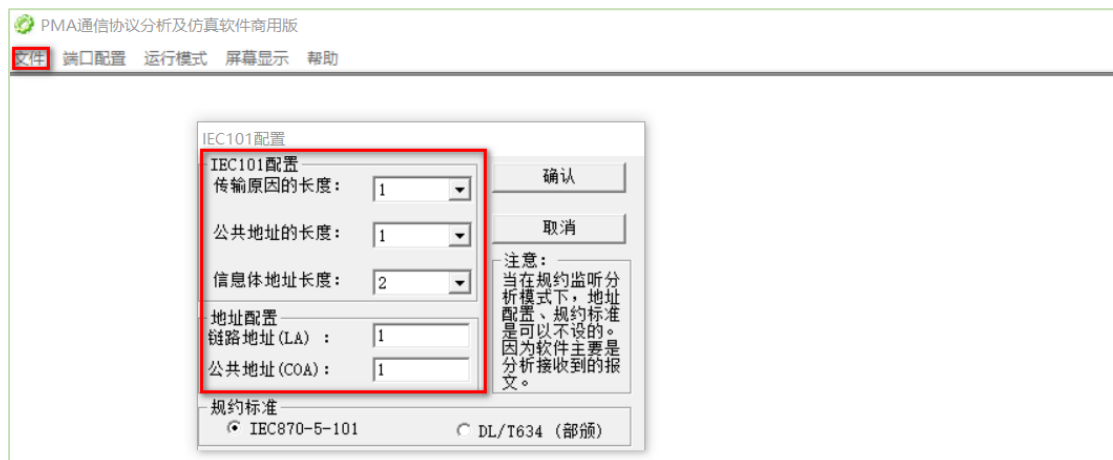 PMA通信协议分析及仿真软件商用版
文件 端口配置 运行模式 屏幕显示 帮助
IEC101配置
IEC101配置
传输原因的长度： 1
公共地址的长度： 1
信息体地址长度： 2
地址配置
链路地址(LA) ： 1
公共地址(COA)： 1
确认
取消
注意：
当在规约监听分
析模式下，地址
配置、规约标准
是可以不设的。
因为软件主要是
分析接收到的报
文。
规约标准
IEC870-5-101 DL/T634 (部颁)